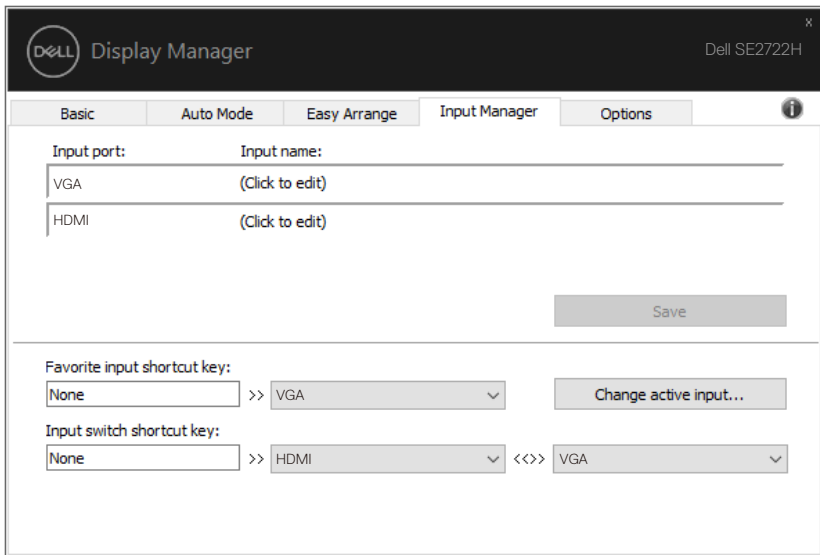 x
DELL Display Manager Dell SE2722H
Basic Auto Mode Easy Arrange Input Manager Options i
Input port: Input name:
VGA (Click to edit)
HDMI (Click to edit)
Save
Favorite input shortcut key:
None >> VGA Change active input...
Input switch shortcut key:
None >> HDMI <<>> VGA